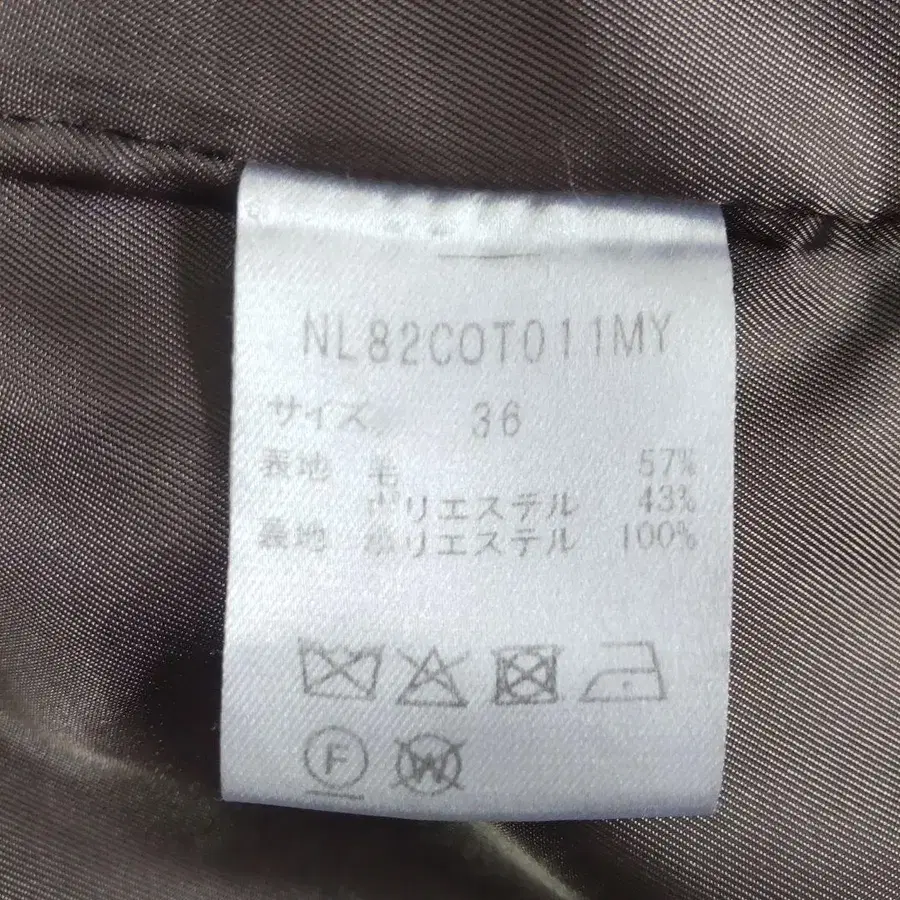 NL82COT011MY
サイズ 36
表地 毛 57%
ポリエステル 43%
裏地 ポリエステル 100%
F
W